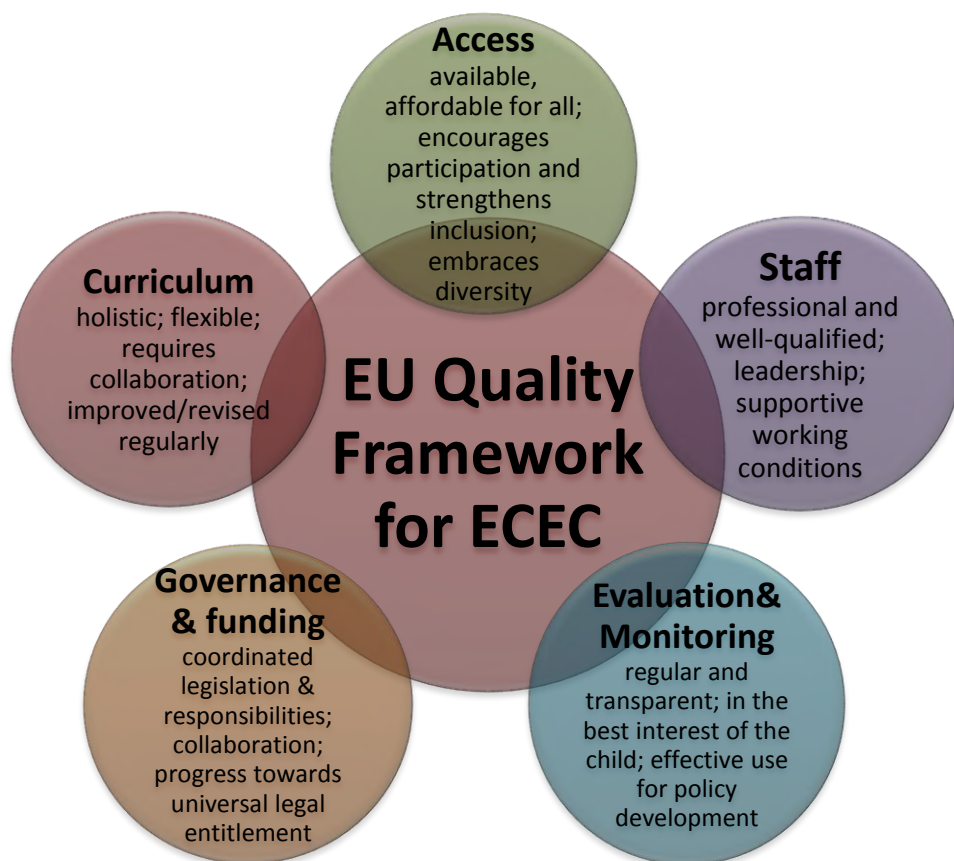 Access
available,
affordable for all;
encourages
participation and
strengthens
inclusion;
embraces
diversity
Staff
professional and
well-qualified;
leadership;
supportive
working
conditions
Evaluation&
Monitoring
regular and
transparent; in the
best interest of the
child; effective use
for policy
development
Governance
& funding
coordinated
legislation &
responsibilities;
collaboration;
progress towards
universal legal
entitlement
Curriculum
holistic; flexible;
requires
collaboration;
improved/revised
regularly
EU Quality
Framework
for ECEC